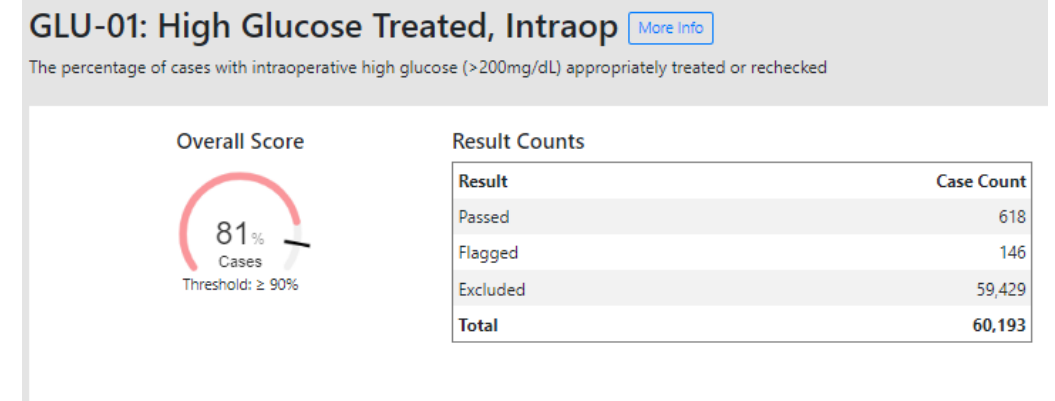 GLU-01: High Glucose Treated, Intraop More Info
The percentage of cases with intraoperative high glucose (>200mg/dL) appropriately treated or rechecked
Overall Score
81%
Cases
Threshold: ≥ 90%
Result Counts
Result Case Count
Passed 618
Flagged 146
Excluded 59,429
Total 60,193